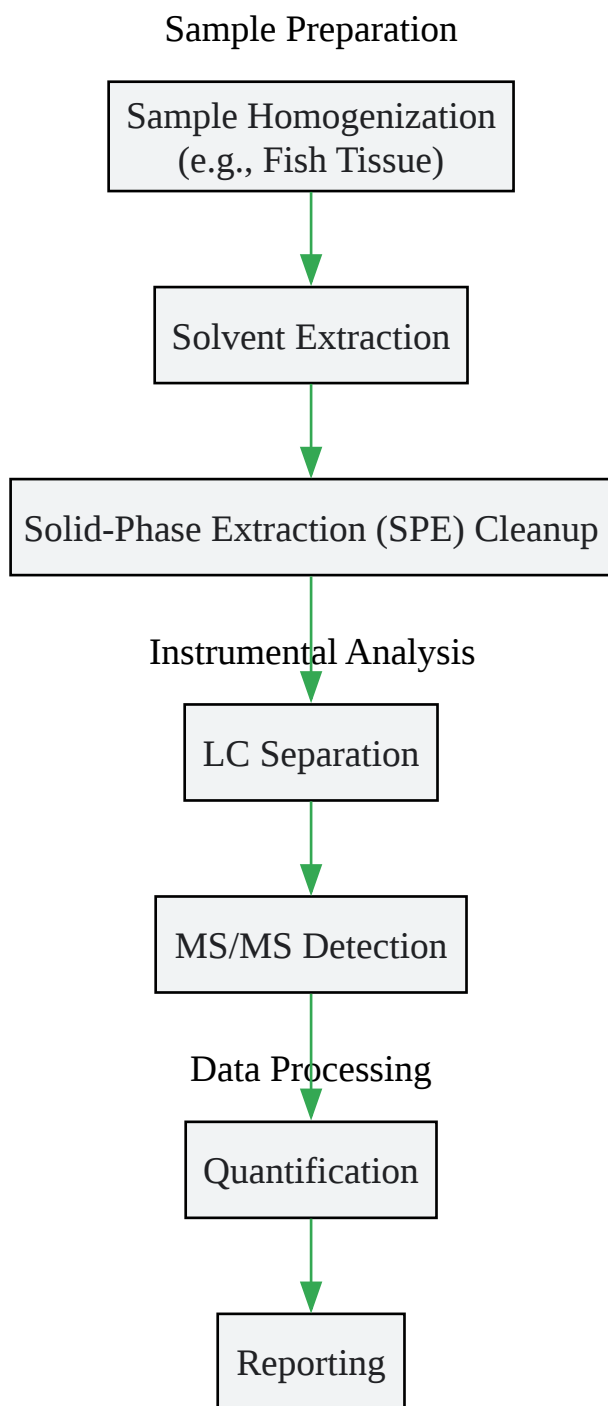 Sample Preparation
Sample Homogenization
(e.g., Fish Tissue)
Solvent Extraction
Solid-Phase Extraction (SPE) Cleanup
Instrumental Analysis
LC Separation
MS/MS Detection
Data Processing
Quantification
Reporting